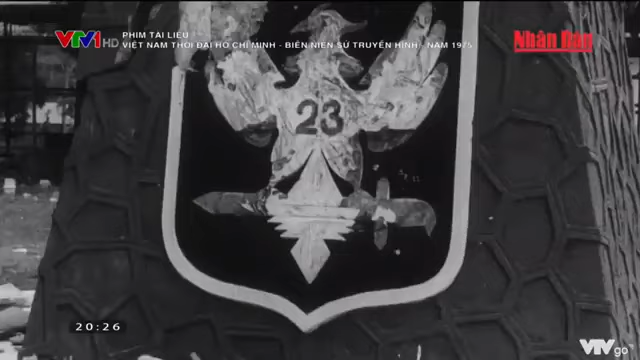 VTV1 HD
PHIM TÀI LIỆU
VIỆT NAM THỜI ĐẠI HỒ CHÍ MINH - BIÊN NIÊN SỬ TRUYỀN HÌNH - NĂM 1975
Nhân Dân
23
20:26
VTVgo